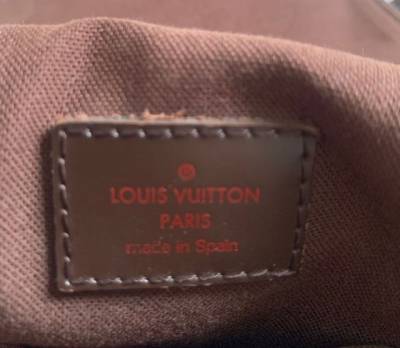 ®
LOUIS VUITTON
PARIS
made in Spain